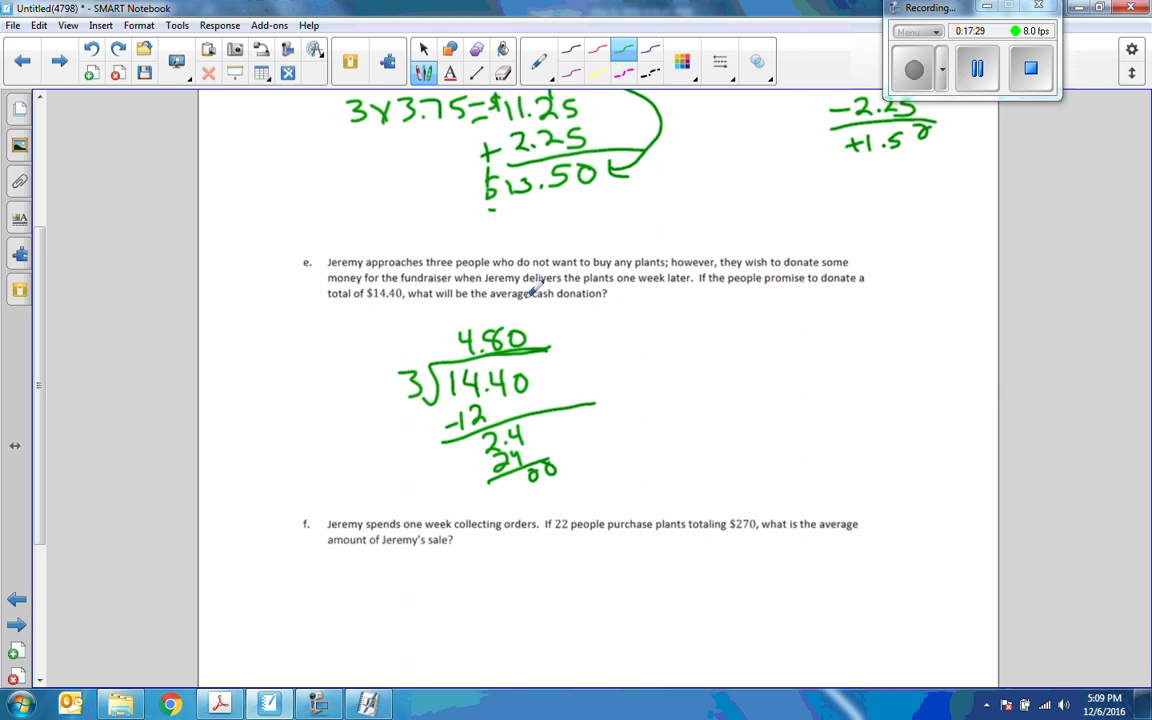 Untitled(4798) * - SMART Notebook
Recording...
File Edit View Insert Format Tools Response Add-ons Help
Menu 0:17:29 8.0 fps
3 x 3.75 = $11.25
+ 2.25
13.50
- 2.25
+1.5
e. Jeremy approaches three people who do not want to buy any plants; however, they wish to donate some
money for the fundraiser when Jeremy delivers the plants one week later. If the people promise to donate a
total of $14.40, what will be the average cash donation?
4.80
3 14.40
-12
2.4
24
00
f. Jeremy spends one week collecting orders. If 22 people purchase plants totaling $270, what is the average
amount of Jeremy's sale?
5:09 PM
12/6/2016